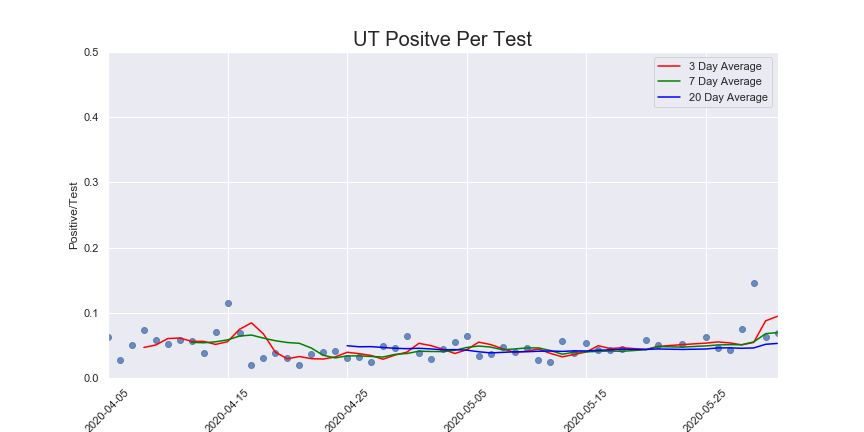 UT Positve Per Test
0.5
0.4
0.3
0.2
0.1
0.0
Positive/Test
3 Day Average
7 Day Average
20 Day Average
2020-04-05
2020-04-15
2020-04-25
2020-05-05
2020-05-15
2020-05-25